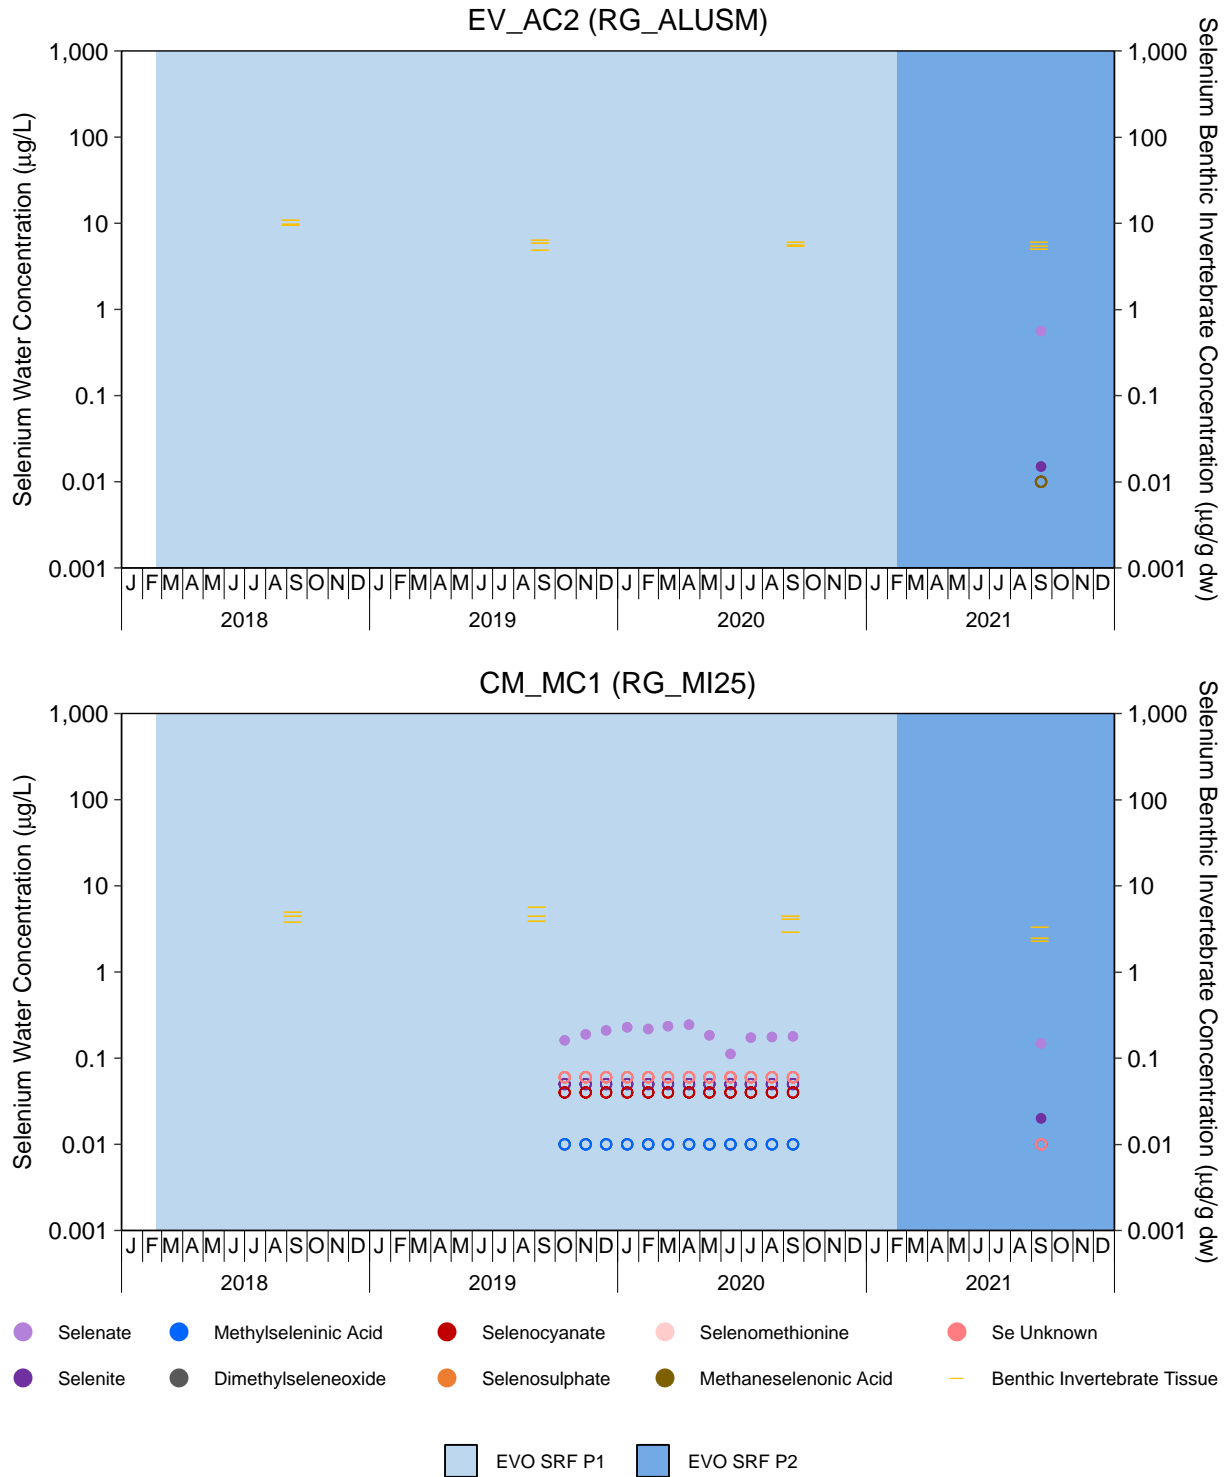 EV_AC2 (RG_ALUSM)
Selenium Water Concentration (µg/L)
1,000
100
10
1
0.1
0.01
0.001
1,000
100
10
1
0.1
0.01
0.001
Selenium Benthic Invertebrate Concentration (µg/g dw)
J F M A M J J A S O N D J F M A M J J A S O N D J F M A M J J A S O N D J F M A M J J A S O N D
2018 2019 2020 2021
CM_MC1 (RG_MI25)
Selenium Water Concentration (µg/L)
1,000
100
10
1
0.1
0.01
0.001
1,000
100
10
1
0.1
0.01
0.001
Selenium Benthic Invertebrate Concentration (µg/g dw)
J F M A M J J A S O N D J F M A M J J A S O N D J F M A M J J A S O N D J F M A M J J A S O N D
2018 2019 2020 2021
Selenate Methylseleninic Acid Selenocyanate Selenomethionine Se Unknown
Selenite Dimethylseleneoxide Selenosulphate Methaneselenonic Acid Benthic Invertebrate Tissue
EVO SRF P1 EVO SRF P2